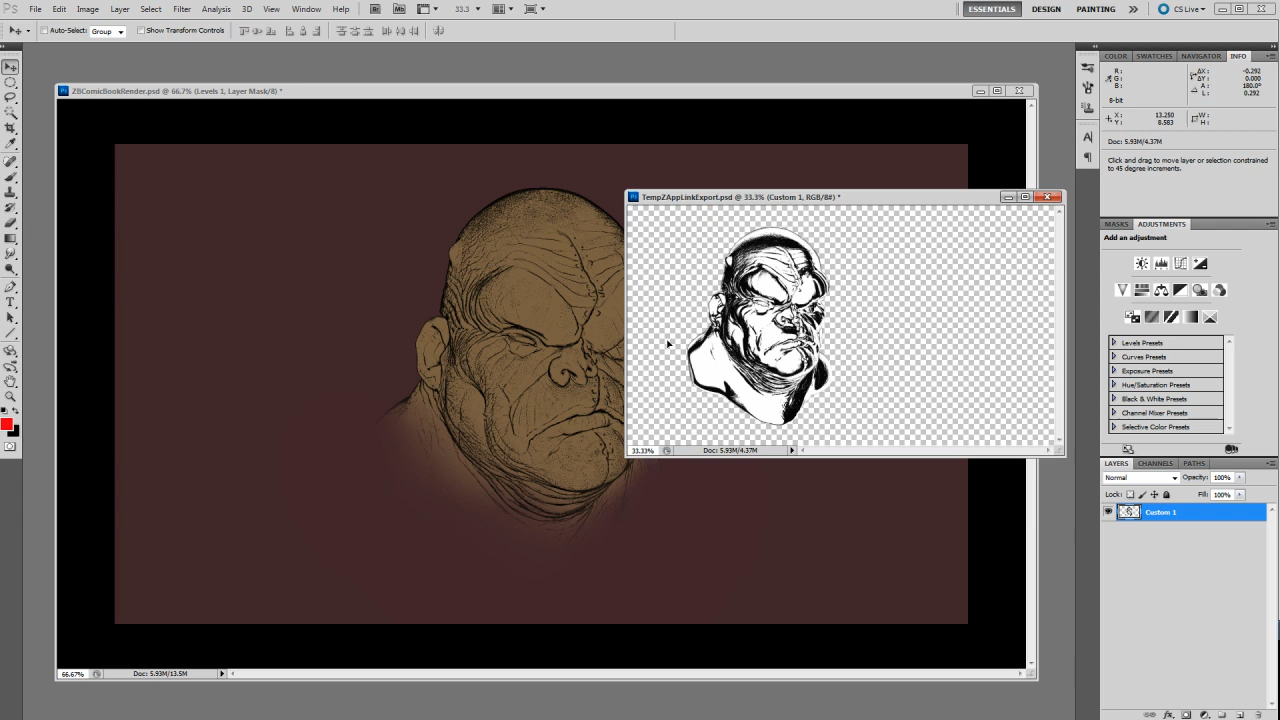 Ps File Edit Image Layer Select Filter Analysis 3D View Window Help Br Mb 33.3 ESSENTIALS DESIGN PAINTING CS Live
Auto-Select: Group Show Transform Controls
ZBComicBookRender.psd @ 66.7% (Levels 1, Layer Mask/8) *
TempZAppLinkExport.psd @ 33.3% (Custom 1, RGB/8#) *
33.33% Doc: 5.93M/4.37M
66.67% Doc: 5.93M/13.5M
COLOR SWATCHES NAVIGATOR INFO
R: ΔX: -0.292
G: ΔY: 0.000
B: A: 180.0°
L: 0.292
8-bit
X: 13.250 W:
Y: 8.583 H:
Doc: 5.93M/4.37M
Click and drag to move layer or selection constrained
to 45 degree increments.
MASKS ADJUSTMENTS
Add an adjustment
Levels Presets
Curves Presets
Exposure Presets
Hue/Saturation Presets
Black & White Presets
Channel Mixer Presets
Selective Color Presets
LAYERS CHANNELS PATHS
Normal Opacity: 100%
Lock: Fill: 100%
Custom 1